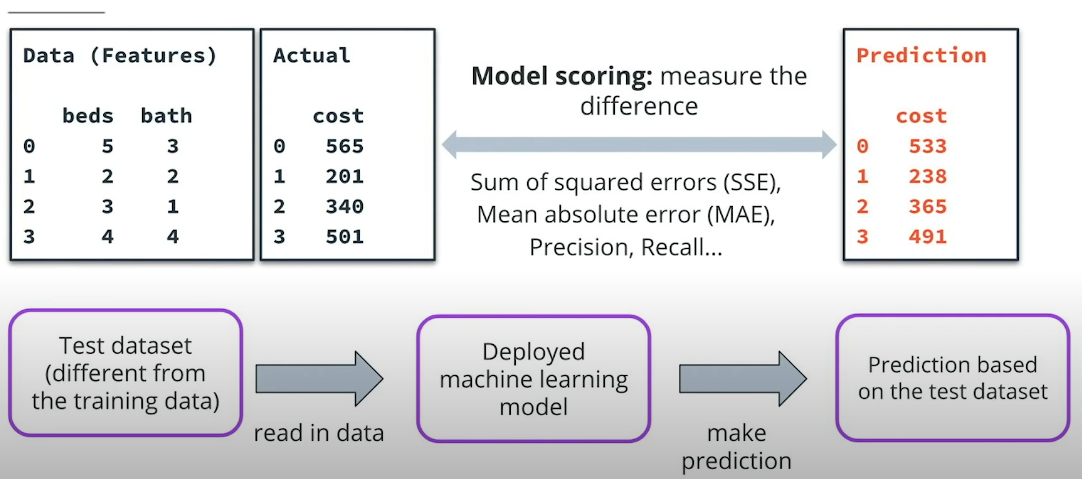 Data (Features)
beds bath
0 5 3
1 2 2
2 3 1
3 4 4
Actual
cost
0 565
1 201
2 340
3 501
Model scoring: measure the
difference
Sum of squared errors (SSE),
Mean absolute error (MAE),
Precision, Recall...
Prediction
cost
0 533
1 238
2 365
3 491
Test dataset
(different from
the training data)
read in data
Deployed
machine learning
model
make
prediction
Prediction based
on the test dataset